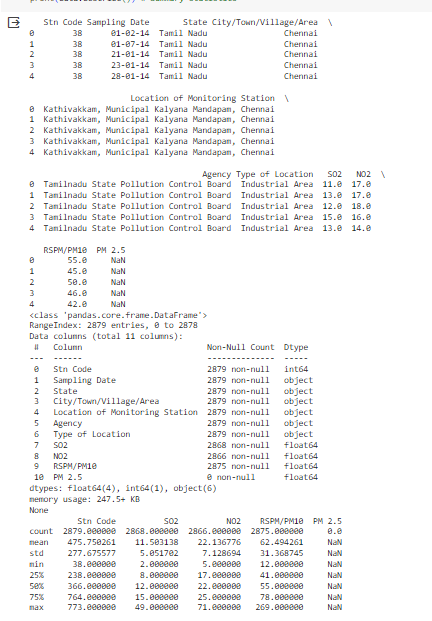 Stn Code Sampling Date State City/Town/Village/Area \
0 38 01-02-14 Tamil Nadu Chennai
1 38 01-07-14 Tamil Nadu Chennai
2 38 21-01-14 Tamil Nadu Chennai
3 38 23-01-14 Tamil Nadu Chennai
4 38 28-01-14 Tamil Nadu Chennai
Location of Monitoring Station \
0 Kathivakkam, Municipal Kalyana Mandapam, Chennai
1 Kathivakkam, Municipal Kalyana Mandapam, Chennai
2 Kathivakkam, Municipal Kalyana Mandapam, Chennai
3 Kathivakkam, Municipal Kalyana Mandapam, Chennai
4 Kathivakkam, Municipal Kalyana Mandapam, Chennai
Agency Type of Location SO2 NO2 \
0 Tamilnadu State Pollution Control Board Industrial Area 11.0 17.0
1 Tamilnadu State Pollution Control Board Industrial Area 13.0 17.0
2 Tamilnadu State Pollution Control Board Industrial Area 12.0 18.0
3 Tamilnadu State Pollution Control Board Industrial Area 15.0 16.0
4 Tamilnadu State Pollution Control Board Industrial Area 13.0 14.0
RSPM/PM10 PM 2.5
0 55.0 NaN
1 45.0 NaN
2 50.0 NaN
3 46.0 NaN
4 42.0 NaN
<class 'pandas.core.frame.DataFrame'>
RangeIndex: 2879 entries, 0 to 2878
Data columns (total 11 columns):
# Column Non-Null Count Dtype
--- ------ -------------- -----
0 Stn Code 2879 non-null int64
1 Sampling Date 2879 non-null object
2 State 2879 non-null object
3 City/Town/Village/Area 2879 non-null object
4 Location of Monitoring Station 2879 non-null object
5 Agency 2879 non-null object
6 Type of Location 2879 non-null object
7 SO2 2868 non-null float64
8 NO2 2866 non-null float64
9 RSPM/PM10 2875 non-null float64
10 PM 2.5 0 non-null float64
dtypes: float64(4), int64(1), object(6)
memory usage: 247.5+ KB
None
Stn Code SO2 NO2 RSPM/PM10 PM 2.5
count 2879.000000 2868.000000 2866.000000 2875.000000 0.0
mean 475.750261 11.503138 22.136776 62.494261 NaN
std 277.675577 5.051702 7.128694 31.368745 NaN
min 38.000000 2.000000 5.000000 12.000000 NaN
25% 238.000000 8.000000 17.000000 41.000000 NaN
50% 366.000000 12.000000 22.000000 55.000000 NaN
75% 764.000000 15.000000 25.000000 78.000000 NaN
max 773.000000 49.000000 71.000000 269.000000 NaN